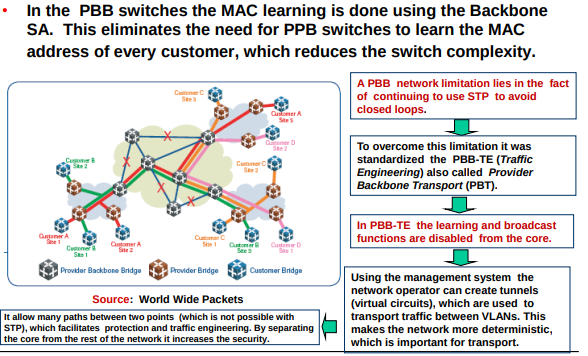 • In the PBB switches the MAC learning is done using the Backbone
SA. This eliminates the need for PPB switches to learn the MAC
address of every customer, which reduces the switch complexity.
Customer C
Site 3
Customer A
Site 3
Customer D
Site 2
Customer C
Site 2
Customer B
Site 2
Customer A
Site 1
Customer B
Site 1
Customer A
Site 2
Customer C
Site 1
Customer B
Site 3
Customer D
Site 1
Provider Backbone Bridge
Provider Bridge
Customer Bridge
Source: World Wide Packets
A PBB network limitation lies in the fact
of continuing to use STP to avoid
closed loops.
To overcome this limitation it was
standardized the PBB-TE (Traffic
Engineering) also called Provider
Backbone Transport (PBT).
In PBB-TE the learning and broadcast
functions are disabled from the core.
Using the management system the
network operator can create tunnels
(virtual circuits), which are used to
transport traffic between VLANs. This
makes the network more deterministic,
which is important for transport.
It allow many paths between two points (which is not possible with
STP), which facilitates protection and traffic engineering. By separating
the core from the rest of the network it increases the security.